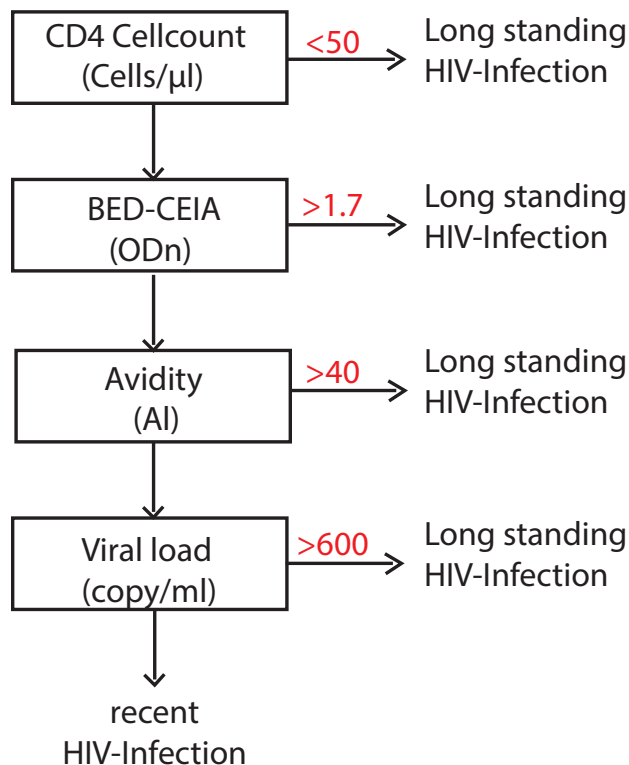 CD4 Cellcount
(Cells/µl)
<50
Long standing
HIV-Infection
BED-CEIA
(ODn)
>1.7
Long standing
HIV-Infection
Avidity
(AI)
>40
Long standing
HIV-Infection
Viral load
(copy/ml)
>600
Long standing
HIV-Infection
recent
HIV-Infection